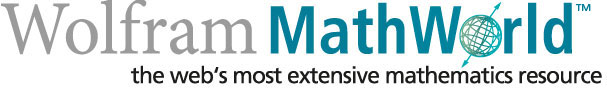 Wolfram MathWorld™
the web's most extensive mathematics resource